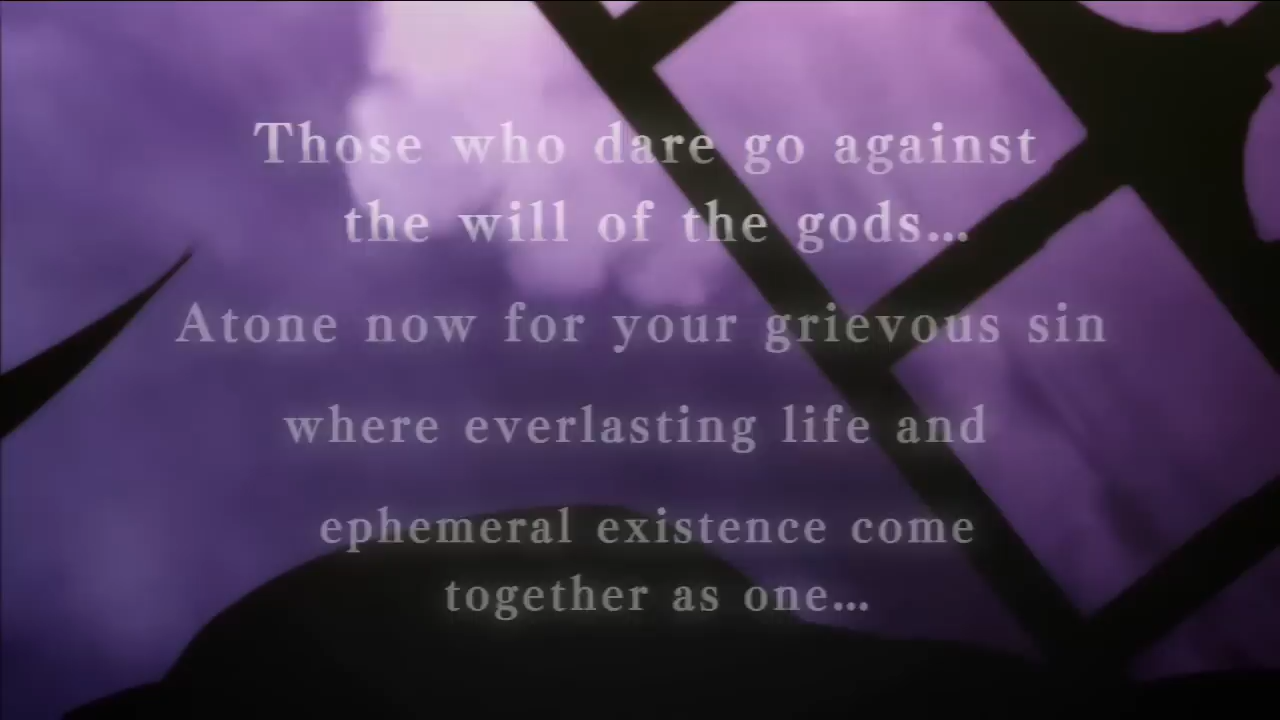 Those who dare go against
the will of the gods...
Atone now for your grievous sin
where everlasting life and
ephemeral existence come
together as one...